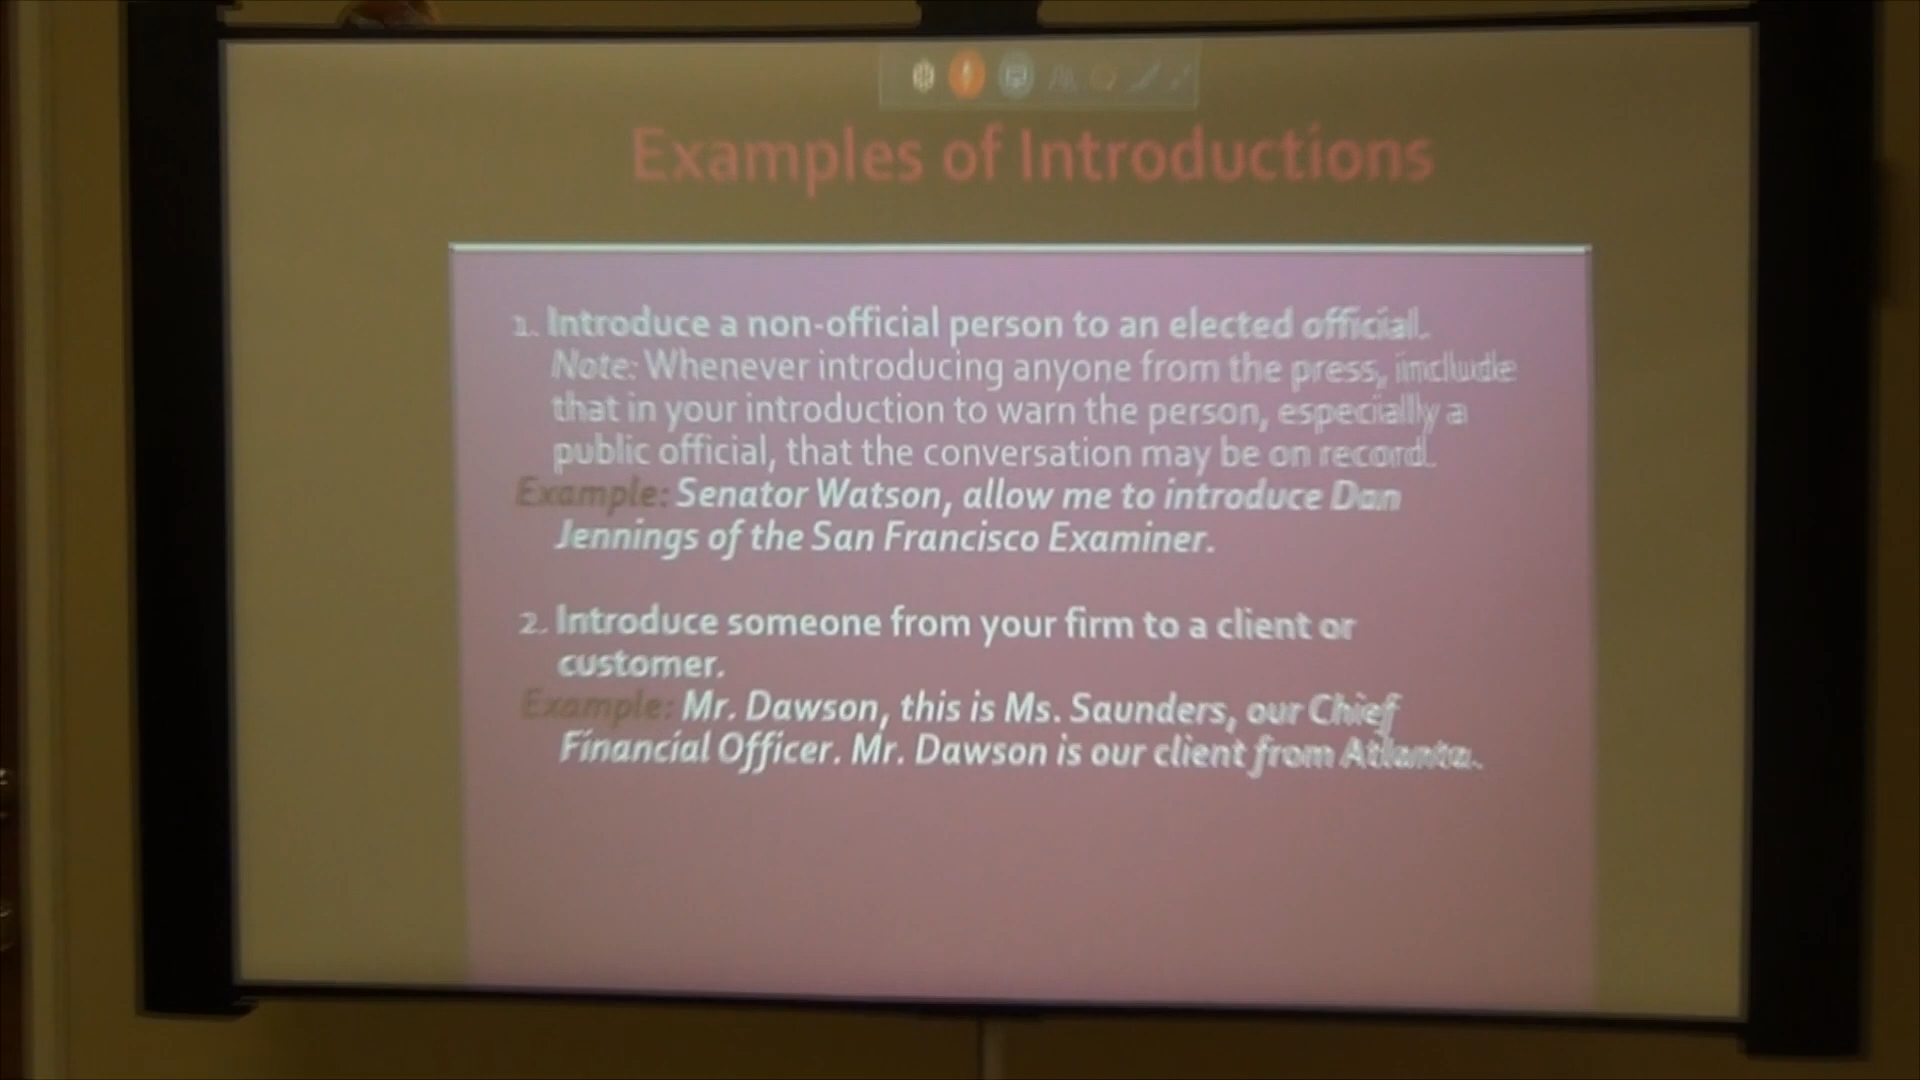 Examples of Introductions
1. Introduce a non-official person to an elected official.
Note: Whenever introducing anyone from the press, include
that in your introduction to warn the person, especially a
public official, that the conversation may be on record.
Example: Senator Watson, allow me to introduce Dan
Jennings of the San Francisco Examiner.
2. Introduce someone from your firm to a client or
customer.
Example: Mr. Dawson, this is Ms. Saunders, our Chief
Financial Officer. Mr. Dawson is our client from Atlanta.